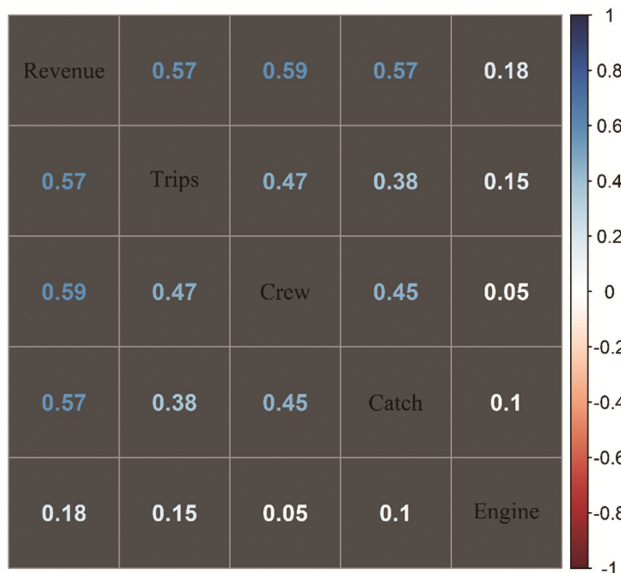 Revenue 0.57 0.59 0.57 0.18
0.57 Trips 0.47 0.38 0.15
0.59 0.47 Crew 0.45 0.05
0.57 0.38 0.45 Catch 0.1
0.18 0.15 0.05 0.1 Engine
1
0.8
0.6
0.4
0.2
0
-0.2
-0.4
-0.6
-0.8
-1